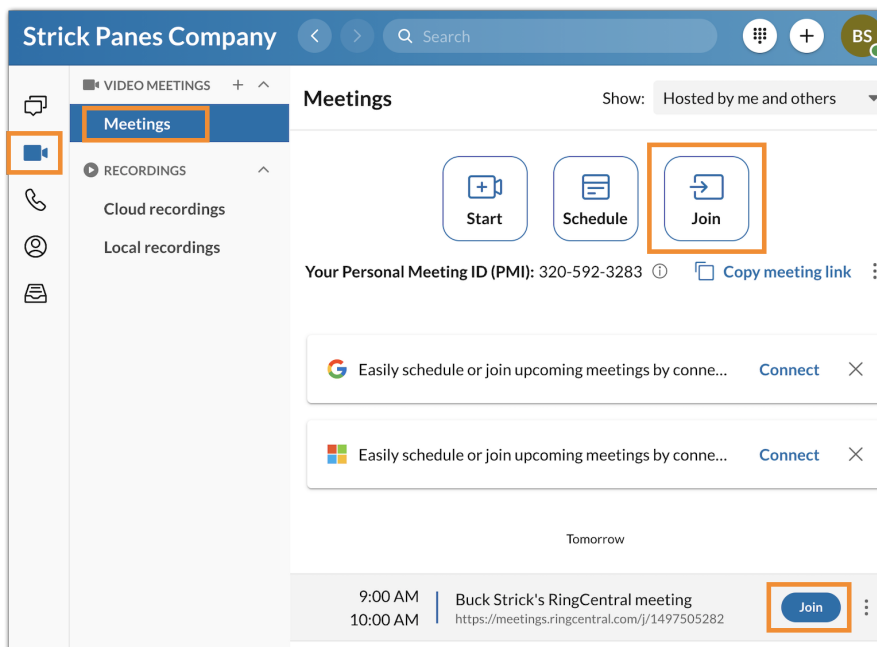 Strick Panes Company
Search
BS
VIDEO MEETINGS
Meetings
RECORDINGS
Cloud recordings
Local recordings
Meetings
Show: Hosted by me and others
Start
Schedule
Join
Your Personal Meeting ID (PMI): 320-592-3283
Copy meeting link
Easily schedule or join upcoming meetings by conne... Connect
Easily schedule or join upcoming meetings by conne... Connect
Tomorrow
9:00 AM
10:00 AM
Buck Strick's RingCentral meeting
https://meetings.ringcentral.com/j/1497505282
Join